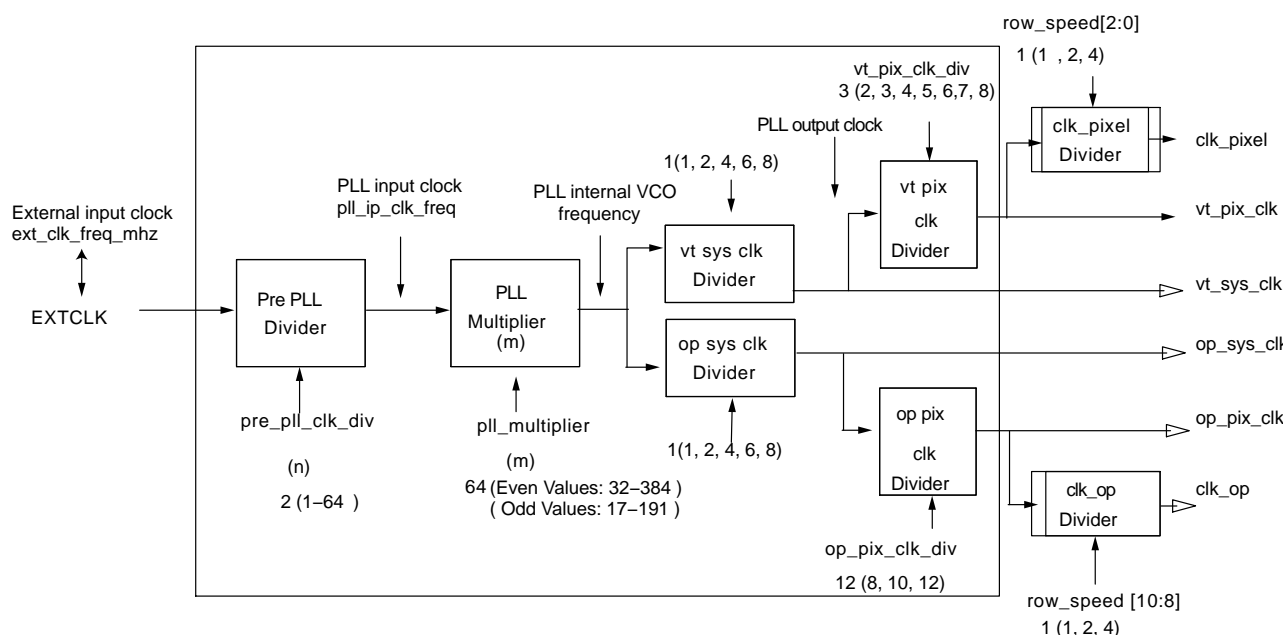 row_speed[2:0]
1 (1 , 2, 4)
vt_pix_clk_div
3 (2, 3, 4, 5, 6,7, 8)
clk_pixel
Divider
clk_pixel
PLL output clock
1(1, 2, 4, 6, 8)
PLL input clock
pll_ip_clk_freq
PLL internal VCO
frequency
vt pix
clk
Divider
vt_pix_clk
External input clock
ext_clk_freq_mhz
vt sys clk
Divider
vt_sys_clk
EXTCLK
Pre PLL
Divider
PLL
Multiplier
(m)
op sys clk
Divider
op_sys_clk
pre_pll_clk_div
(n)
2 (1–64 )
pll_multiplier
(m)
64 (Even Values: 32–384 )
( Odd Values: 17–191 )
1(1, 2, 4, 6, 8)
op pix
clk
Divider
op_pix_clk
clk_op
Divider
clk_op
op_pix_clk_div
12 (8, 10, 12)
row_speed [10:8]
1 (1, 2, 4)